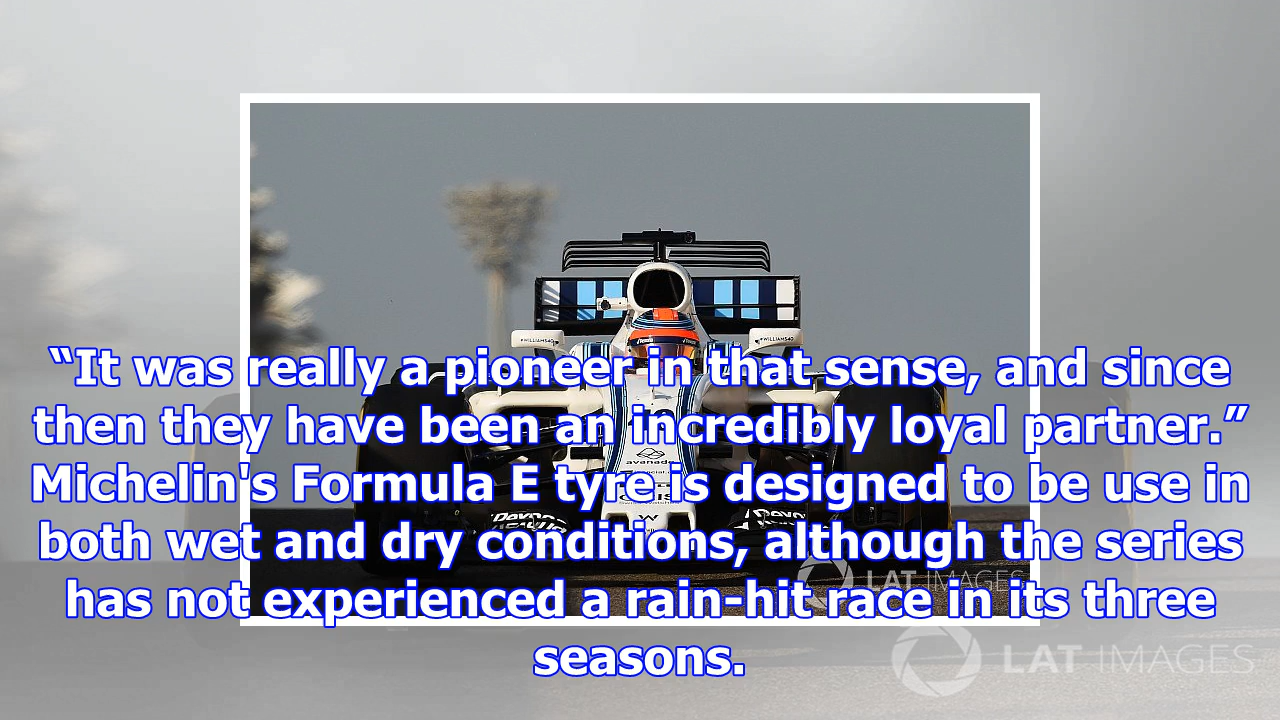 #WILLIAMS40
#WILLIAMS40
“It was really a pioneer in that sense, and since
then they have been an incredibly loyal partner.”
Michelin's Formula E tyre is designed to be use in
both wet and dry conditions, although the series
has not experienced a rain-hit race in its three
seasons.
LAT IMAGES
LAT IMAGES